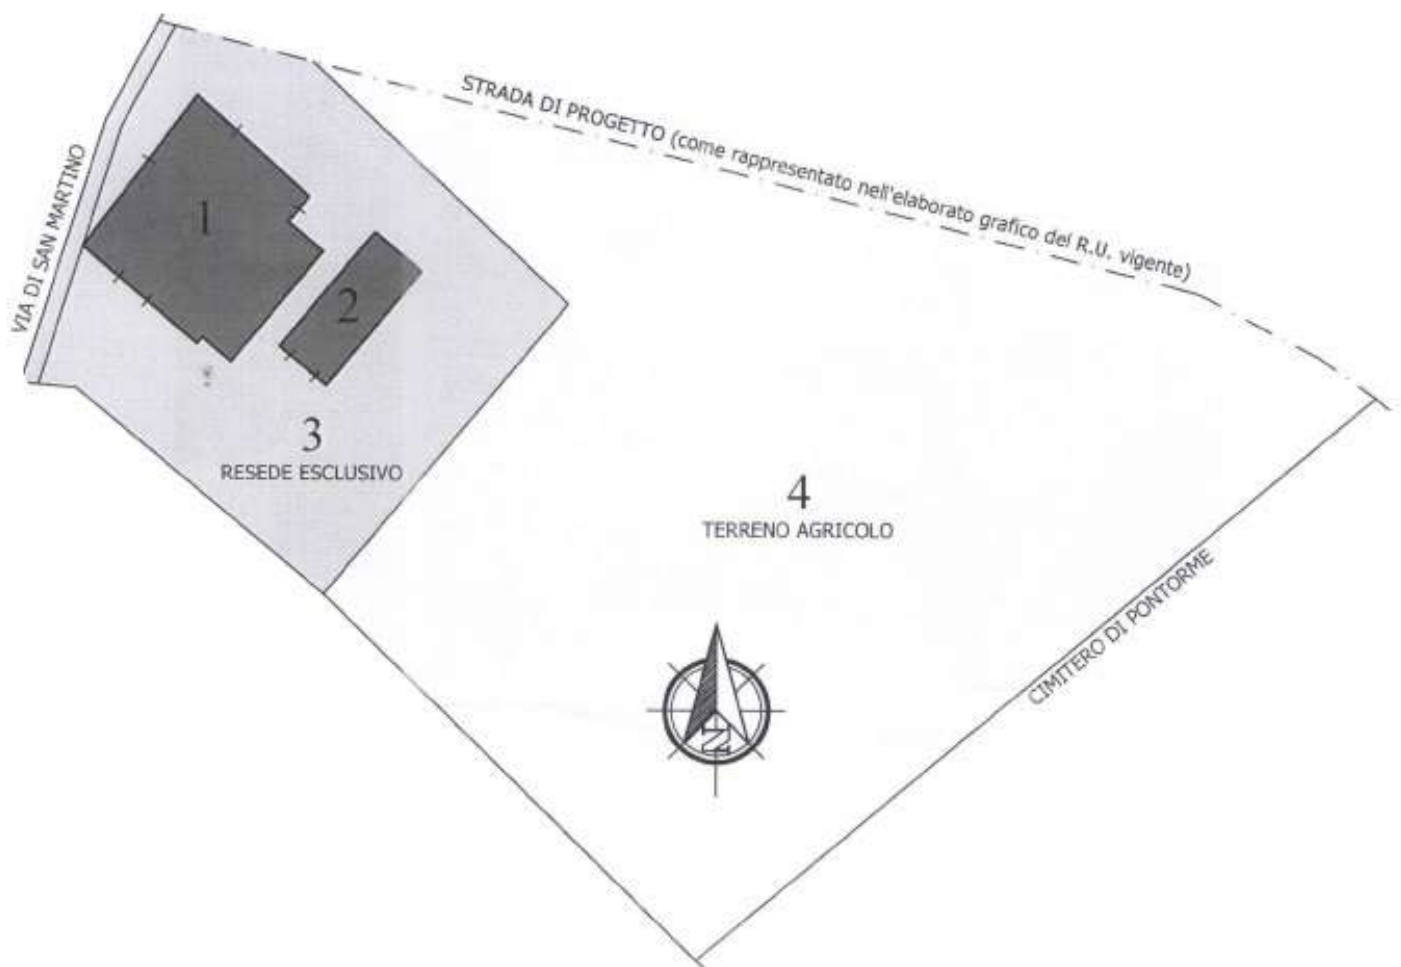 STRADA DI PROGETTO (come rappresentato nell'elaborato grafico del R.U. vigente)
VIA DI SAN MARTINO
1
2
3
RESEDE ESCLUSIVO
4
TERRENO AGRICOLO
CIMITERO DI PONTORME
N